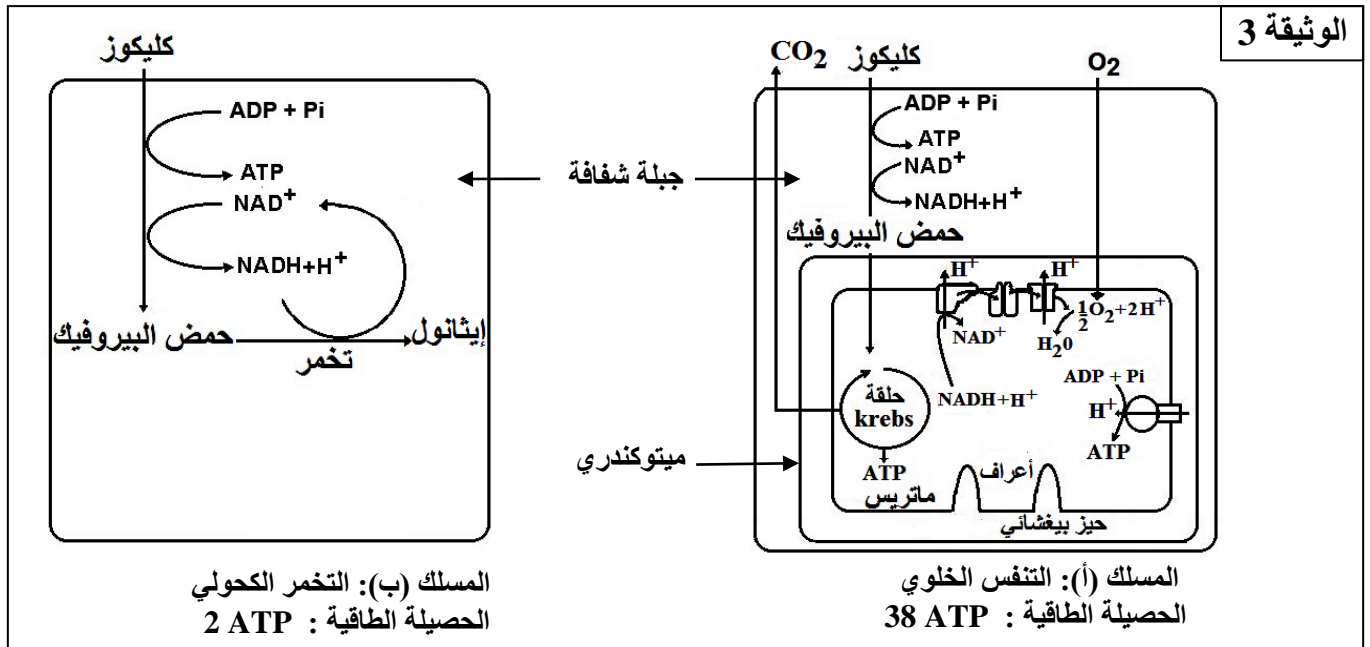 الوثيقة 3
O2
كليكوز
CO2
ADP + Pi
ATP
NAD+
NADH+H+
حمض البيروفيك
H+
H+
½O2+2H+
NAD+
H20
NADH+H+
ADP + Pi
H+
ATP
حلقة
krebs
ATP
ماتريس
أعراف
حيز بيغشائي
جبلة شفافة
ميتوكندري
المسلك (أ): التنفس الخلوي
الحصيلة الطاقية : 38 ATP
كليكوز
ADP + Pi
ATP
NAD+
NADH+H+
حمض البيروفيك
تخمر
إيثانول
المسلك (ب): التخمر الكحولي
الحصيلة الطاقية : 2 ATP